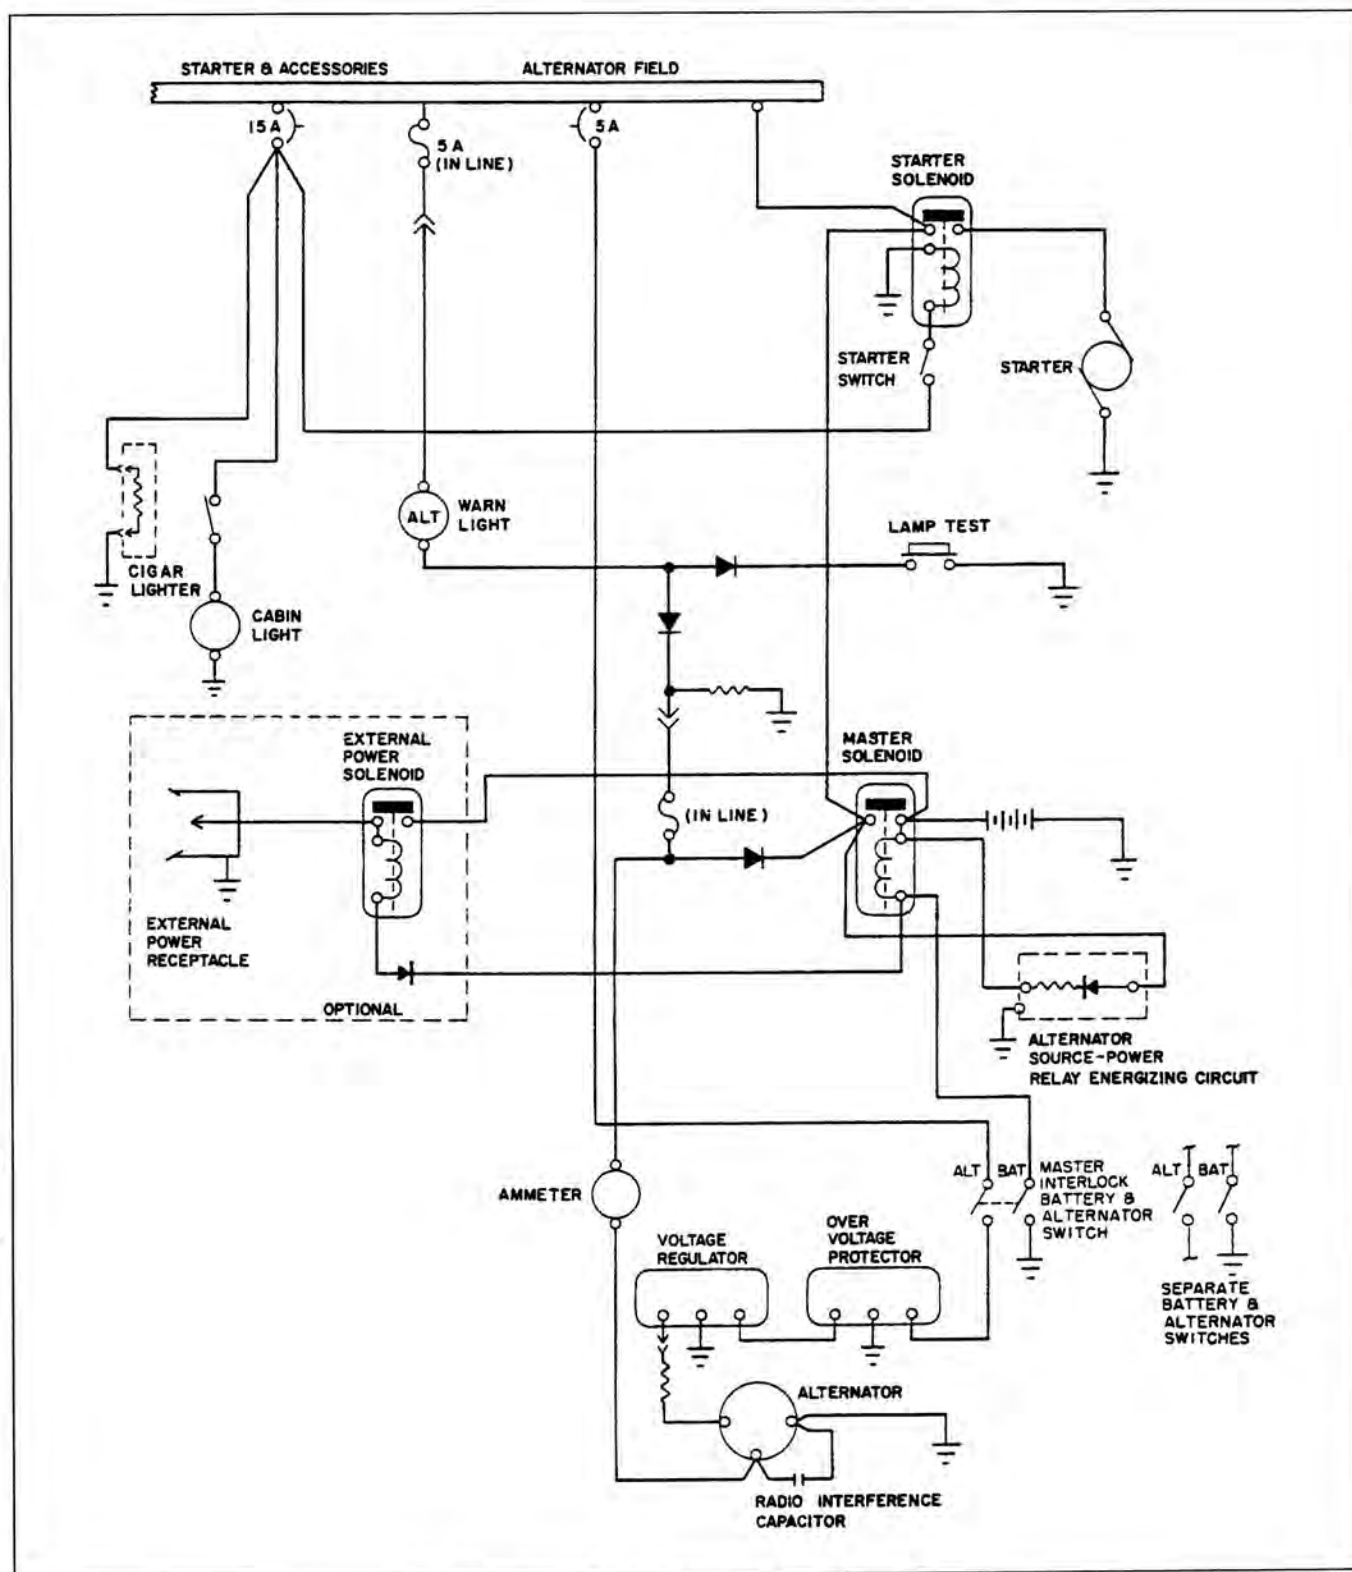 STARTER & ACCESSORIES
ALTERNATOR FIELD
15 A
5 A
(IN LINE)
5 A
STARTER
SOLENOID
STARTER
SWITCH
STARTER
ALT
WARN
LIGHT
LAMP TEST
CIGAR
LIGHTER
CABIN
LIGHT
EXTERNAL
POWER
SOLENOID
MASTER
SOLENOID
(IN LINE)
EXTERNAL
POWER
RECEPTACLE
OPTIONAL
ALTERNATOR
SOURCE-POWER
RELAY ENERGIZING CIRCUIT
ALT
BAT
MASTER
INTERLOCK
BATTERY &
ALTERNATOR
SWITCH
ALT
BAT
AMMETER
VOLTAGE
REGULATOR
OVER
VOLTAGE
PROTECTOR
SEPARATE
BATTERY &
ALTERNATOR
SWITCHES
ALTERNATOR
RADIO INTERFERENCE
CAPACITOR